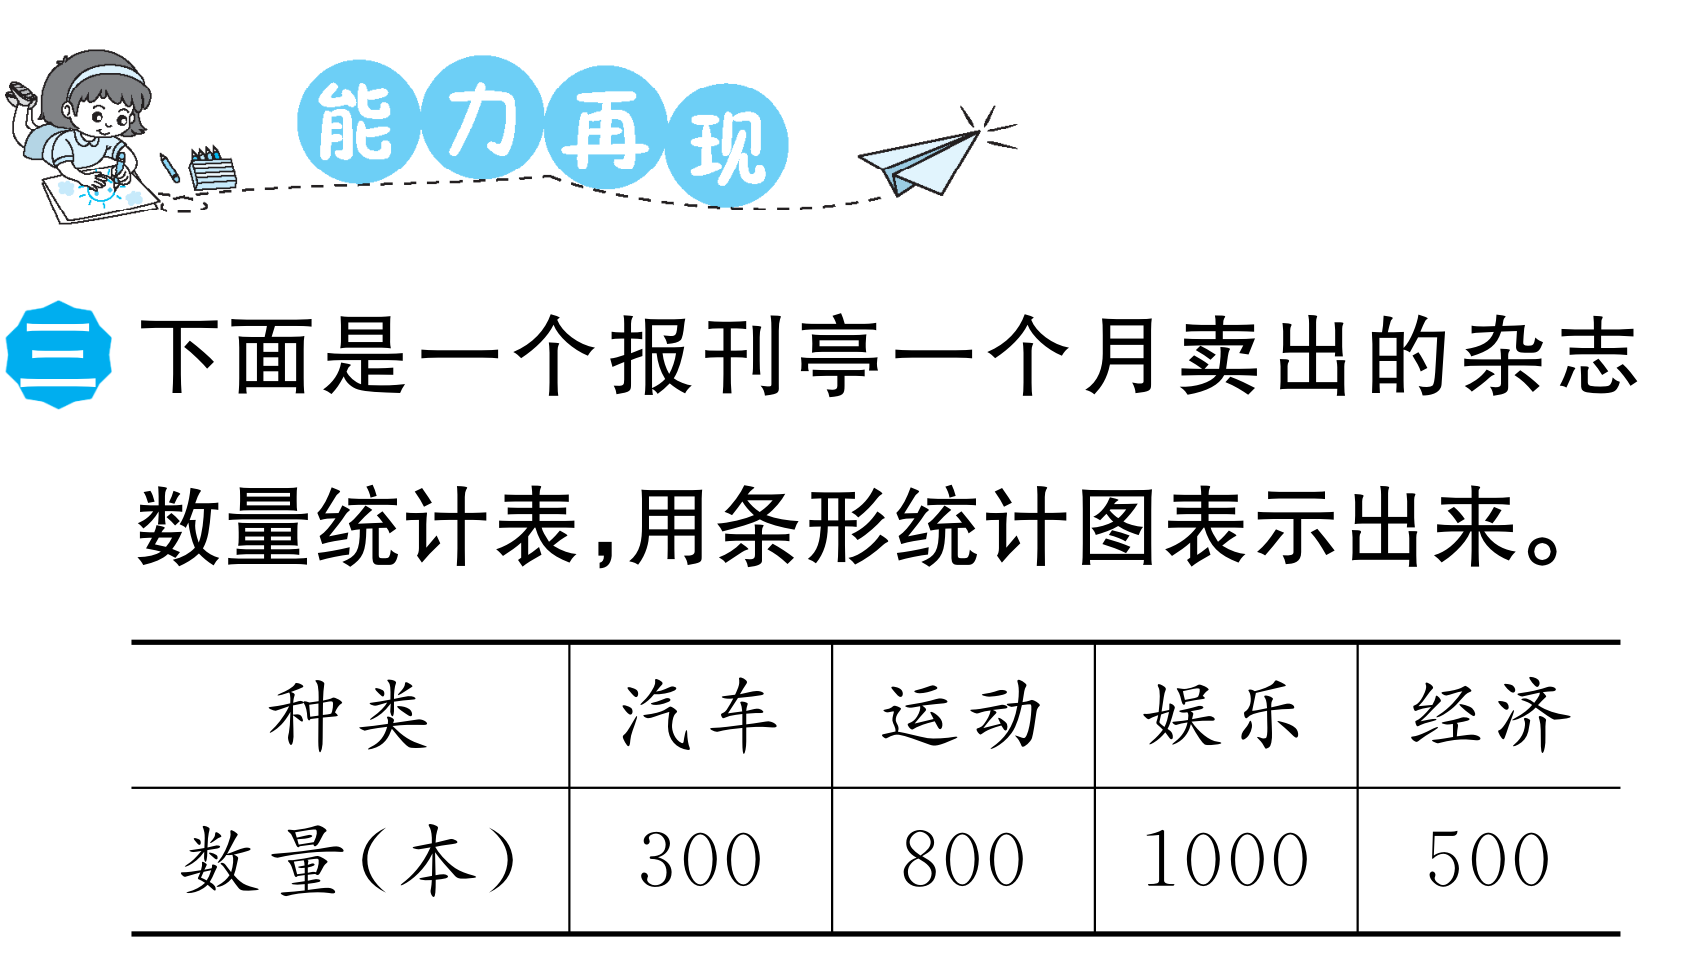 能力再现
三 下面是一个报刊亭一个月卖出的杂志
数量统计表,用条形统计图表示出来。
种类 汽车 运动 娱乐 经济
数量(本) 300 800 1000 500